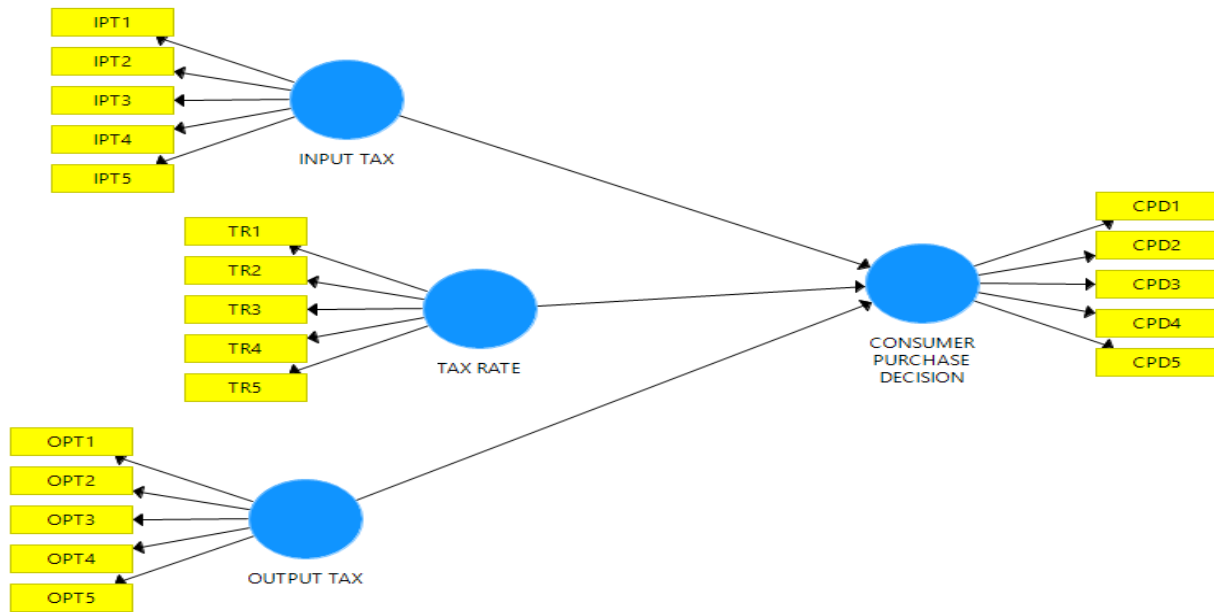 IPT1
IPT2
IPT3
IPT4
IPT5
INPUT TAX
TR1
TR2
TR3
TR4
TR5
TAX RATE
OPT1
OPT2
OPT3
OPT4
OPT5
OUTPUT TAX
CPD1
CPD2
CPD3
CPD4
CPD5
CONSUMER
PURCHASE
DECISION